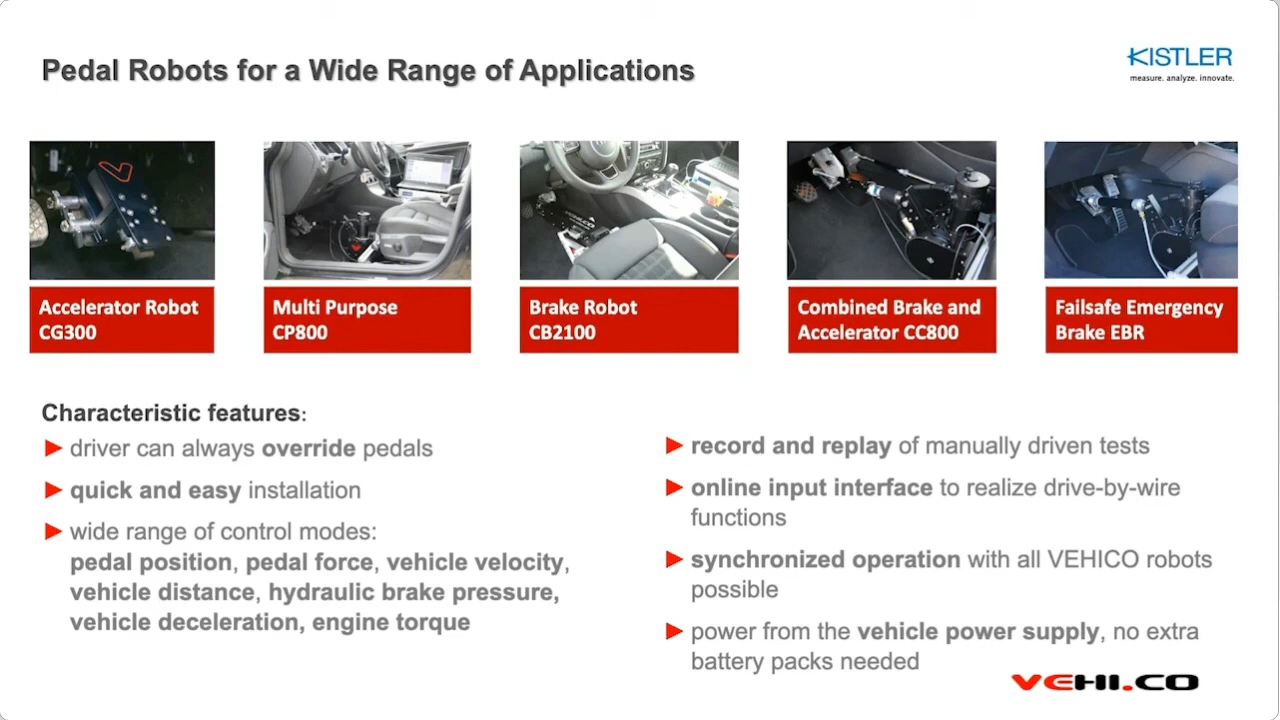 Pedal Robots for a Wide Range of Applications
KISTLER
measure. analyze. innovate.
Accelerator Robot
CG300
Multi Purpose
CP800
VEHI.CO
Brake Robot
CB2100
Combined Brake and
Accelerator CC800
Failsafe Emergency
Brake EBR
Characteristic features:
driver can always override pedals
quick and easy installation
wide range of control modes:
pedal position, pedal force, vehicle velocity,
vehicle distance, hydraulic brake pressure,
vehicle deceleration, engine torque
record and replay of manually driven tests
online input interface to realize drive-by-wire
functions
synchronized operation with all VEHICO robots
possible
power from the vehicle power supply, no extra
battery packs needed
VEHI.CO